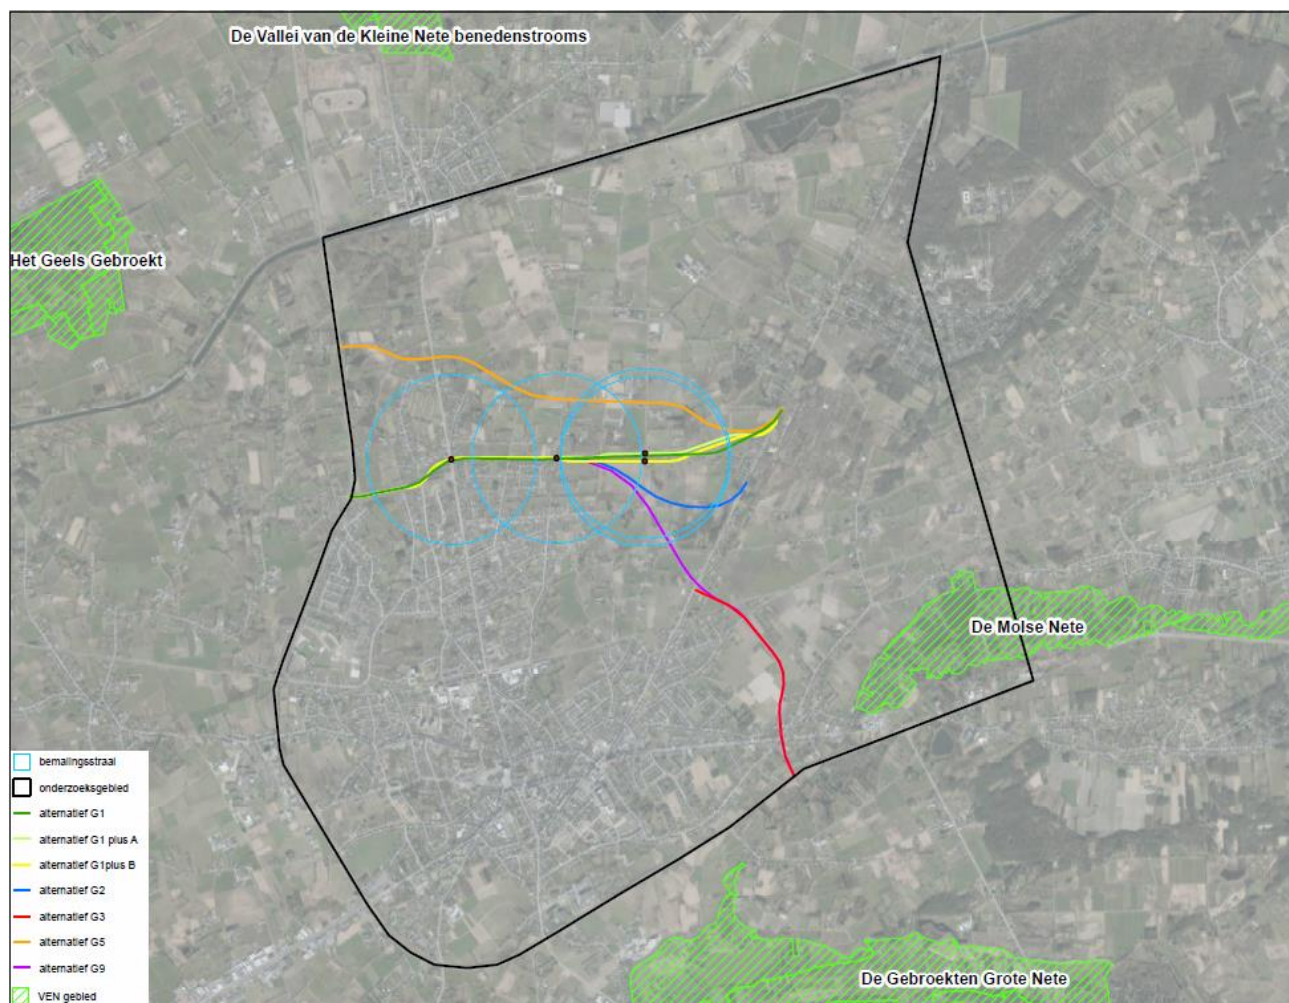 De Vallei van de Kleine Nete benedenstrooms
Het Geels Gebroekt
De Molse Nete
De Gebroekten Grote Nete
bemalingsstraal
onderzoeksgebied
alternatief G1
alternatief G1 plus A
alternatief G1plus B
alternatief G2
alternatief G3
alternatief G5
alternatief G9
VEN gebied